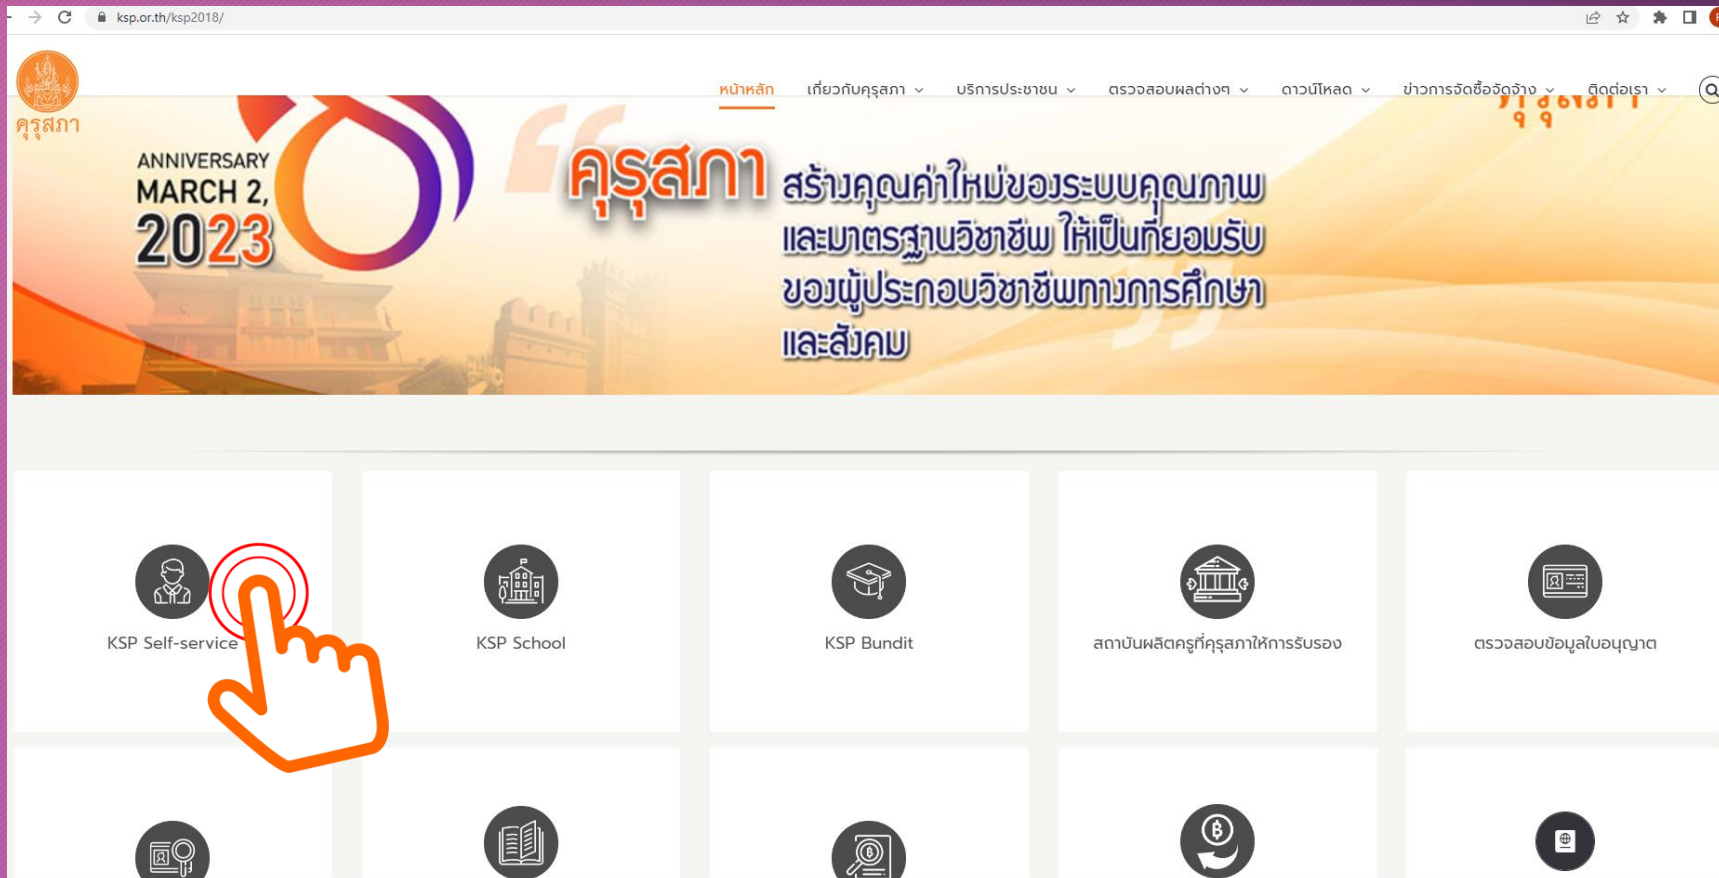 ksp.or.th/ksp2018/
คุรุสภา
หน้าหลัก เกี่ยวกับคุรุสภา บริการประชาชน ตรวจสอบผลต่างๆ ดาวน์โหลด ข่าวการจัดซื้อจัดจ้าง ติดต่อเรา
ANNIVERSARY
MARCH 2,
2023
คุรุสภา
สร้างคุณค่าใหม่ของระบบคุณภาพ
และมาตรฐานวิชาชีพ ให้เป็นที่ยอมรับ
ของผู้ประกอบวิชาชีพทางการศึกษา
และสังคม
KSP Self-service
KSP School
KSP Bundit
สถาบันผลิตครูที่คุรุสภาให้การรับรอง
ตรวจสอบข้อมูลใบอนุญาต